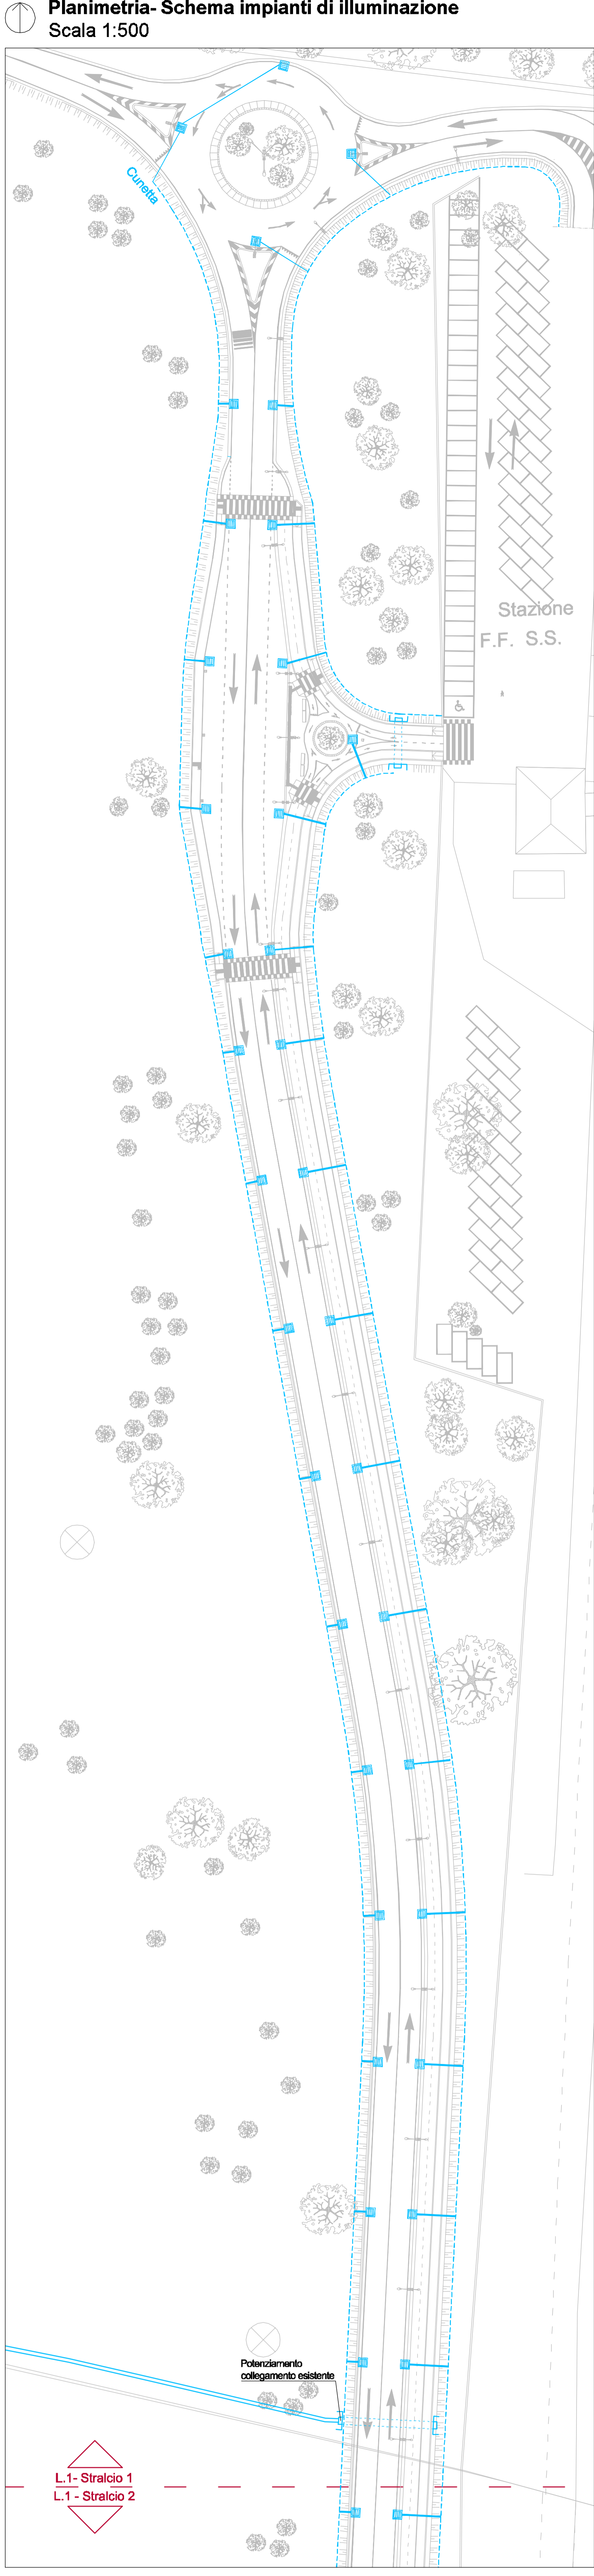 Planimetria- Schema impianti di illuminazione
Scala 1:500
Cunetta
Stazione
F.F. S.S.
Potenziamento
collegamento esistente
L.1- Stralcio 1
L.1 - Stralcio 2